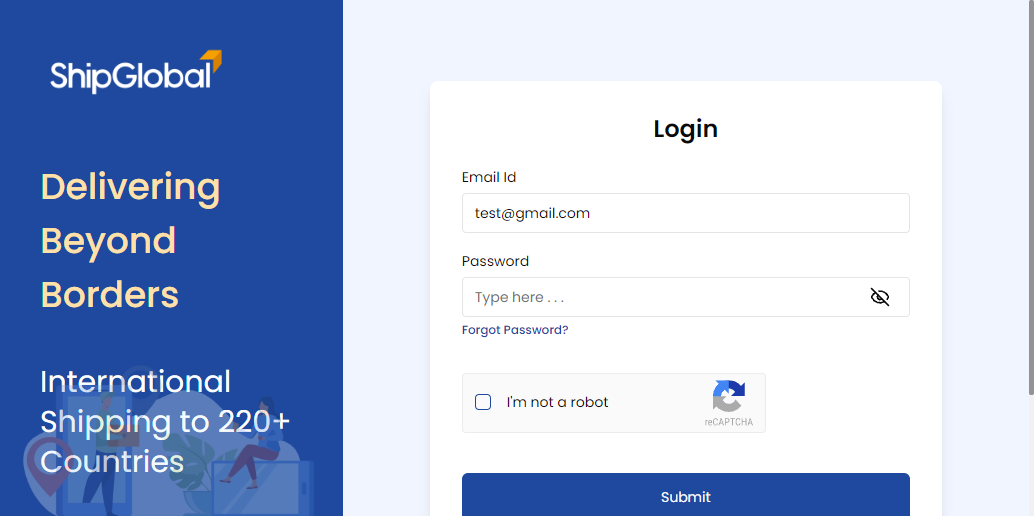 ShipGlobal
Delivering
Beyond
Borders
International
Shipping to 220+
Countries
Login
Email Id
test@gmail.com
Password
Type here . . .
Forgot Password?
I'm not a robot
reCAPTCHA
Submit